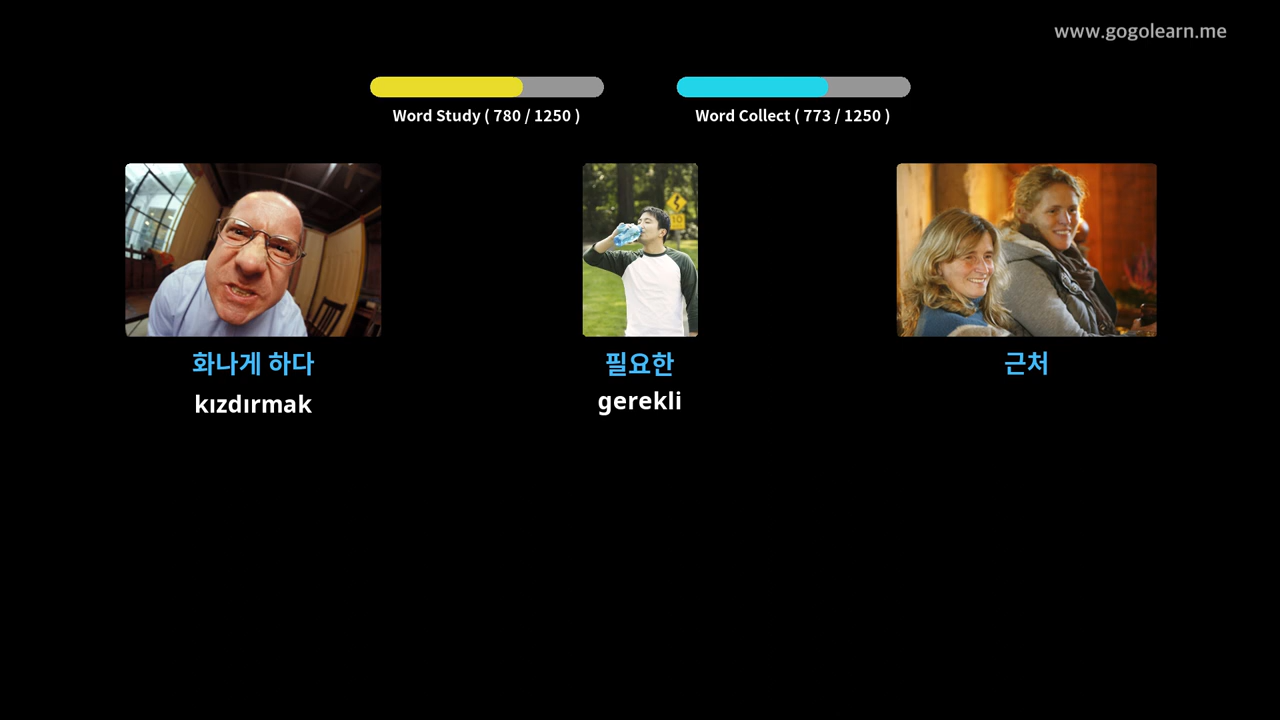 www.gogolearn.me
Word Study ( 780 / 1250 )
Word Collect ( 773 / 1250 )
화나게 하다
kızdırmak
필요한
gerekli
근처